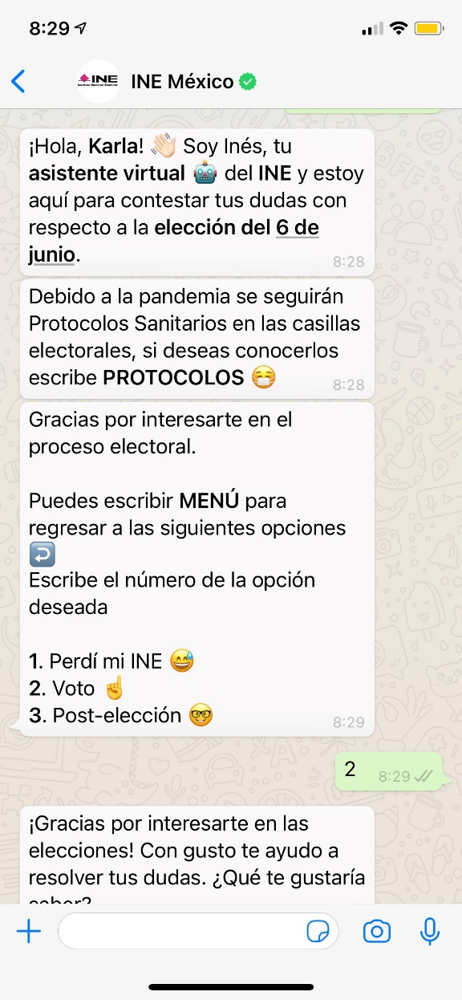 8:29
INE
Instituto Nacional Electoral
INE México
¡Hola, Karla! 👋🏻 Soy Inés, tu
asistente virtual 🤖 del INE y estoy
aquí para contestar tus dudas con
respecto a la elección del 6 de
junio.
8:28
Debido a la pandemia se seguirán
Protocolos Sanitarios en las casillas
electorales, si deseas conocerlos
escribe PROTOCOLOS 😷
8:28
Gracias por interesarte en el
proceso electoral.
Puedes escribir MENÚ para
regresar a las siguientes opciones
↩️
Escribe el número de la opción
deseada
1. Perdí mi INE 😅
2. Voto ☝️
3. Post-elección 🤓
8:29
2 8:29
¡Gracias por interesarte en las
elecciones! Con gusto te ayudo a
resolver tus dudas. ¿Qué te gustaría
saber?